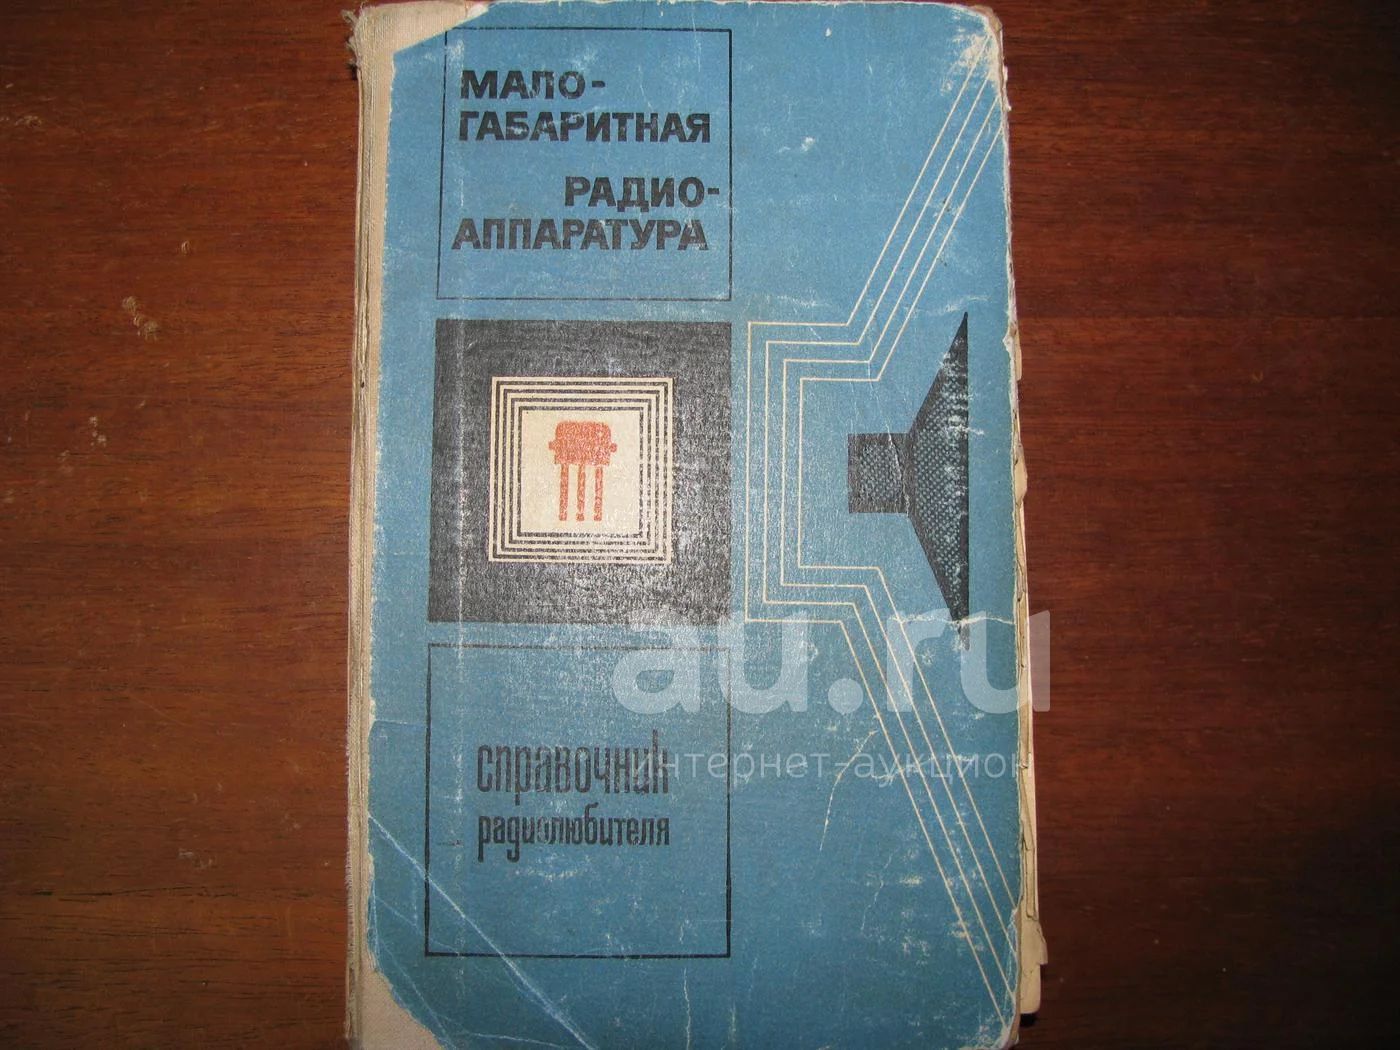 МАЛО-
ГАБАРИТНАЯ
РАДИО-
АППАРАТУРА
au.ru
интернет-аукцион
справочник
радиолюбителя